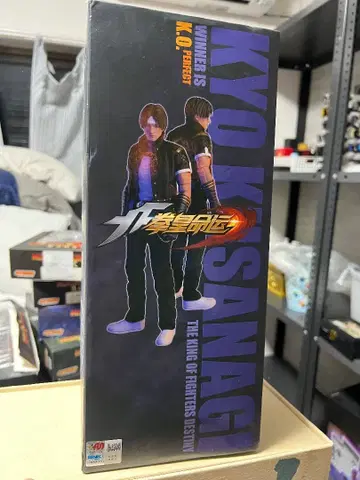 WINNER IS
K.O. PERFECT
KYO KUSANAGI
拳皇命运
THE KING OF FIGHTERS DESTINY